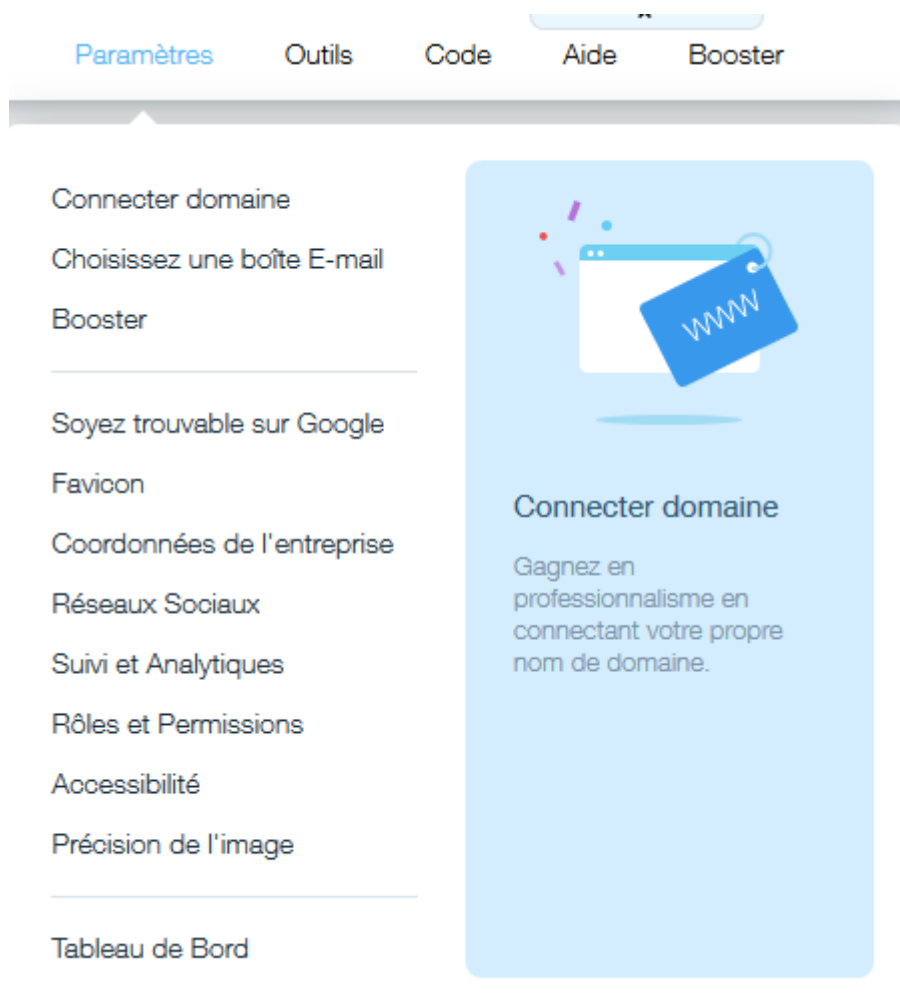 Paramètres Outils Code Aide Booster
Connecter domaine
Choisissez une boîte E-mail
Booster
Soyez trouvable sur Google
Favicon
Coordonnées de l'entreprise
Réseaux Sociaux
Suivi et Analytiques
Rôles et Permissions
Accessibilité
Précision de l'image
Tableau de Bord
WWW
Connecter domaine
Gagnez en
professionnalisme en
connectant votre propre
nom de domaine.